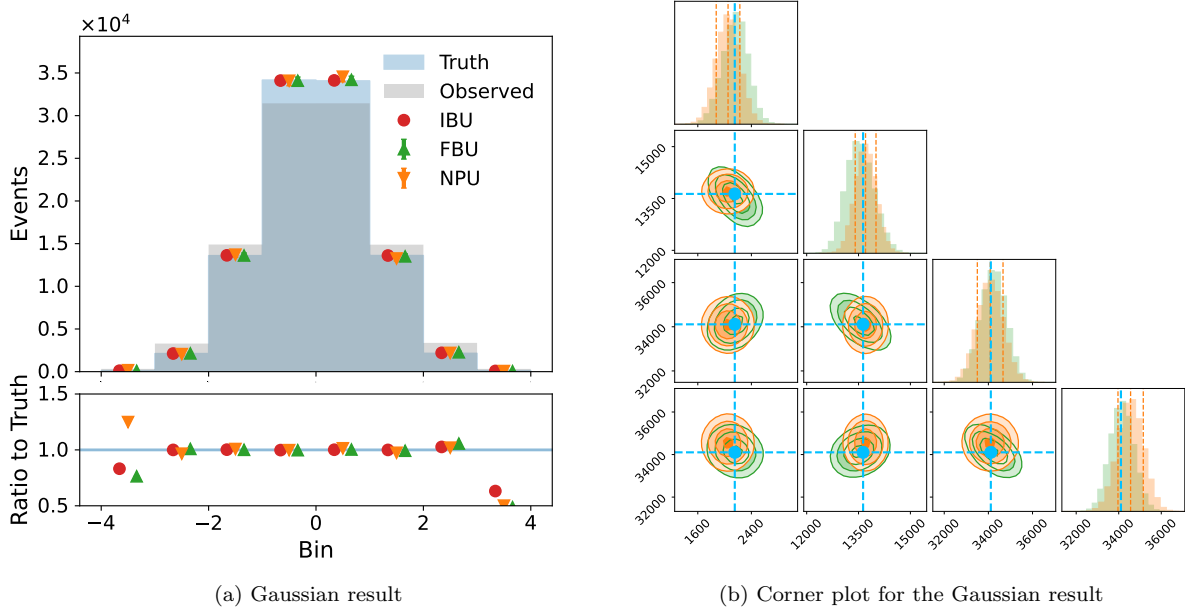 ×10⁴
3.5
3.0
2.5
2.0
1.5
1.0
0.5
0.0
Events
Truth
Observed
IBU
FBU
NPU
1.5
1.0
0.5
Ratio to Truth
−4 −2 0 2 4
Bin
(a) Gaussian result
15000
13500
12000
36000
34000
32000
36000
34000
32000
1600 2400 12000 13500 15000 32000 34000 36000 32000 34000 36000
(b) Corner plot for the Gaussian result